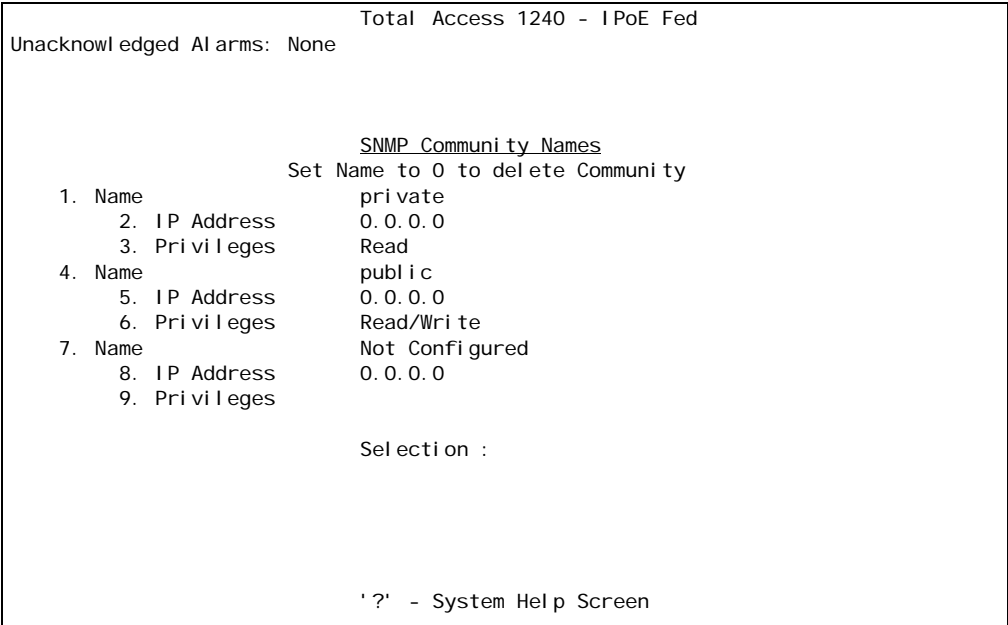 Total Access 1240 - IPoE Fed
Unacknowledged Alarms: None
SNMP Community Names
Set Name to 0 to delete Community
1. Name private
2. IP Address 0.0.0.0
3. Privileges Read
4. Name public
5. IP Address 0.0.0.0
6. Privileges Read/Write
7. Name Not Configured
8. IP Address 0.0.0.0
9. Privileges
Selection :
'?' - System Help Screen